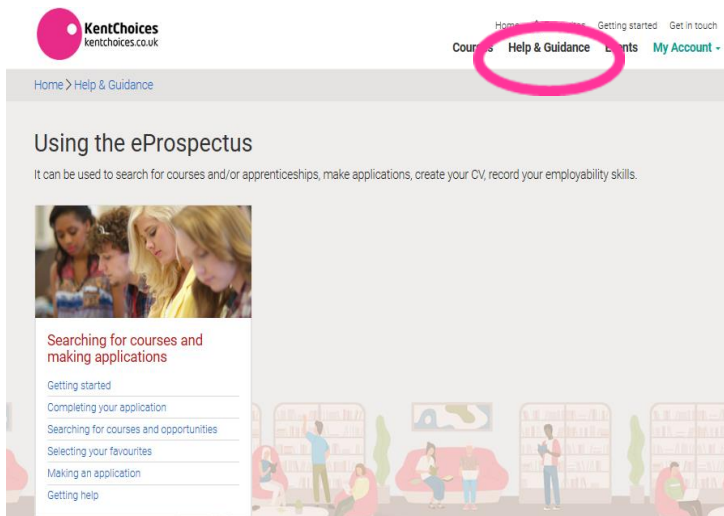 KentChoices
kentchoices.co.uk
Home Getting started Get in touch
Courses Help & Guidance Events My Account
Home > Help & Guidance
Using the eProspectus
It can be used to search for courses and/or apprenticeships, make applications, create your CV, record your employability skills.
Searching for courses and
making applications
Getting started
Completing your application
Searching for courses and opportunities
Selecting your favourites
Making an application
Getting help